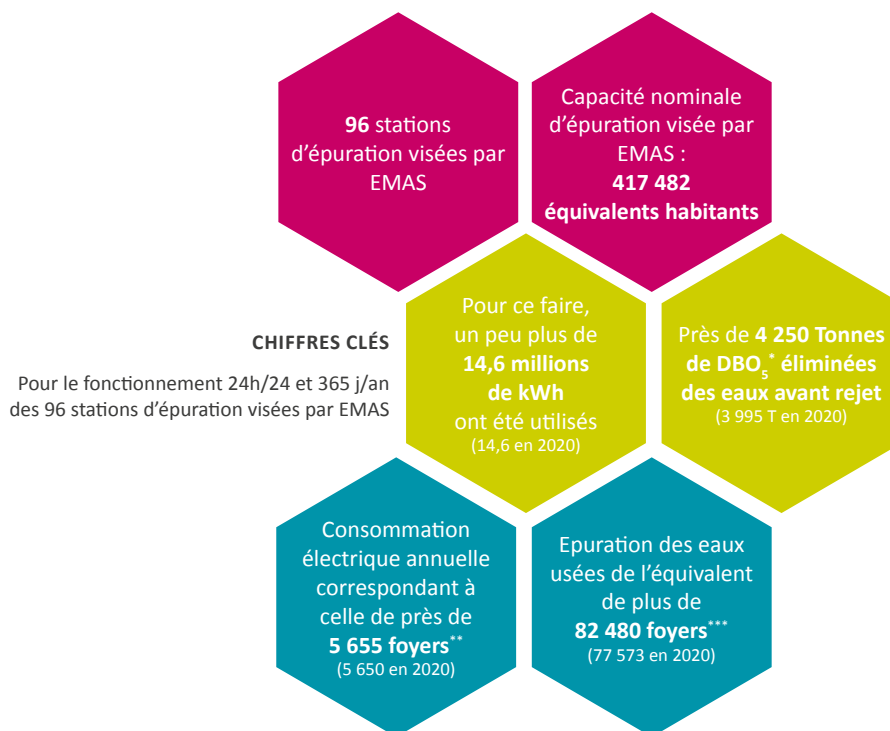 96 stations
d'épuration visées par
EMAS
Capacité nominale
d'épuration visée par
EMAS :
417 482
équivalents habitants
CHIFFRES CLÉS
Pour le fonctionnement 24h/24 et 365 j/an
des 96 stations d'épuration visées par EMAS
Pour ce faire,
un peu plus de
14,6 millions
de kWh
ont été utilisés
(14,6 en 2020)
Près de 4 250 Tonnes
de DBO₅* éliminées
des eaux avant rejet
(3 995 T en 2020)
Consommation
électrique annuelle
correspondant à
celle de près de
5 655 foyers**
(5 650 en 2020)
Epuration des eaux
usées de l'équivalent
de plus de
82 480 foyers***
(77 573 en 2020)